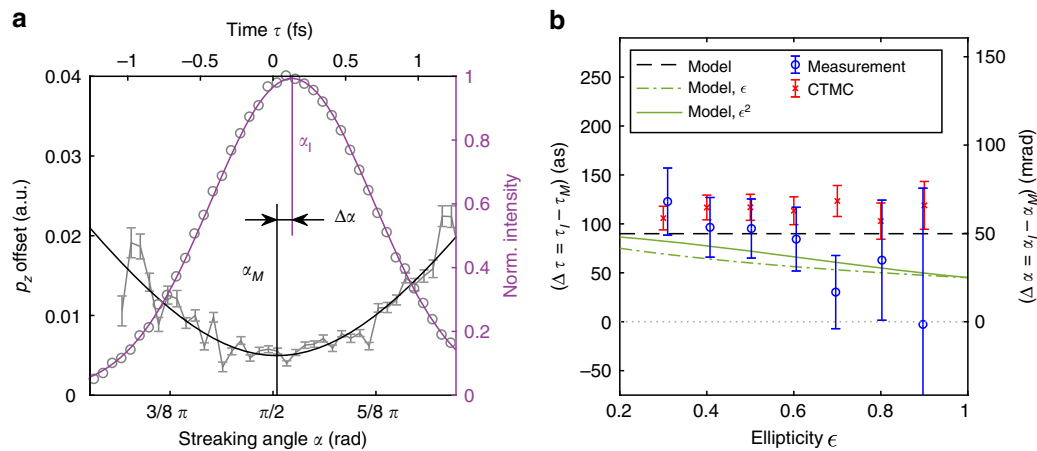 a
Time τ (fs)
−1 −0.5 0 0.5 1
0.04
0.03
0.02
0.01
0
p_z offset (a.u.)
1
0.8
0.6
0.4
0.2
0
Norm. intensity
α_I
Δα
α_M
3/8 π π/2 5/8 π
Streaking angle α (rad)
b
250
200
150
100
50
0
−50
(Δ τ = τ_I − τ_M) (as)
Model
Model, ϵ
Model, ϵ²
Measurement
CTMC
150
100
50
0
(Δ α = α_I − α_M) (mrad)
0.2 0.4 0.6 0.8 1
Ellipticity ϵ